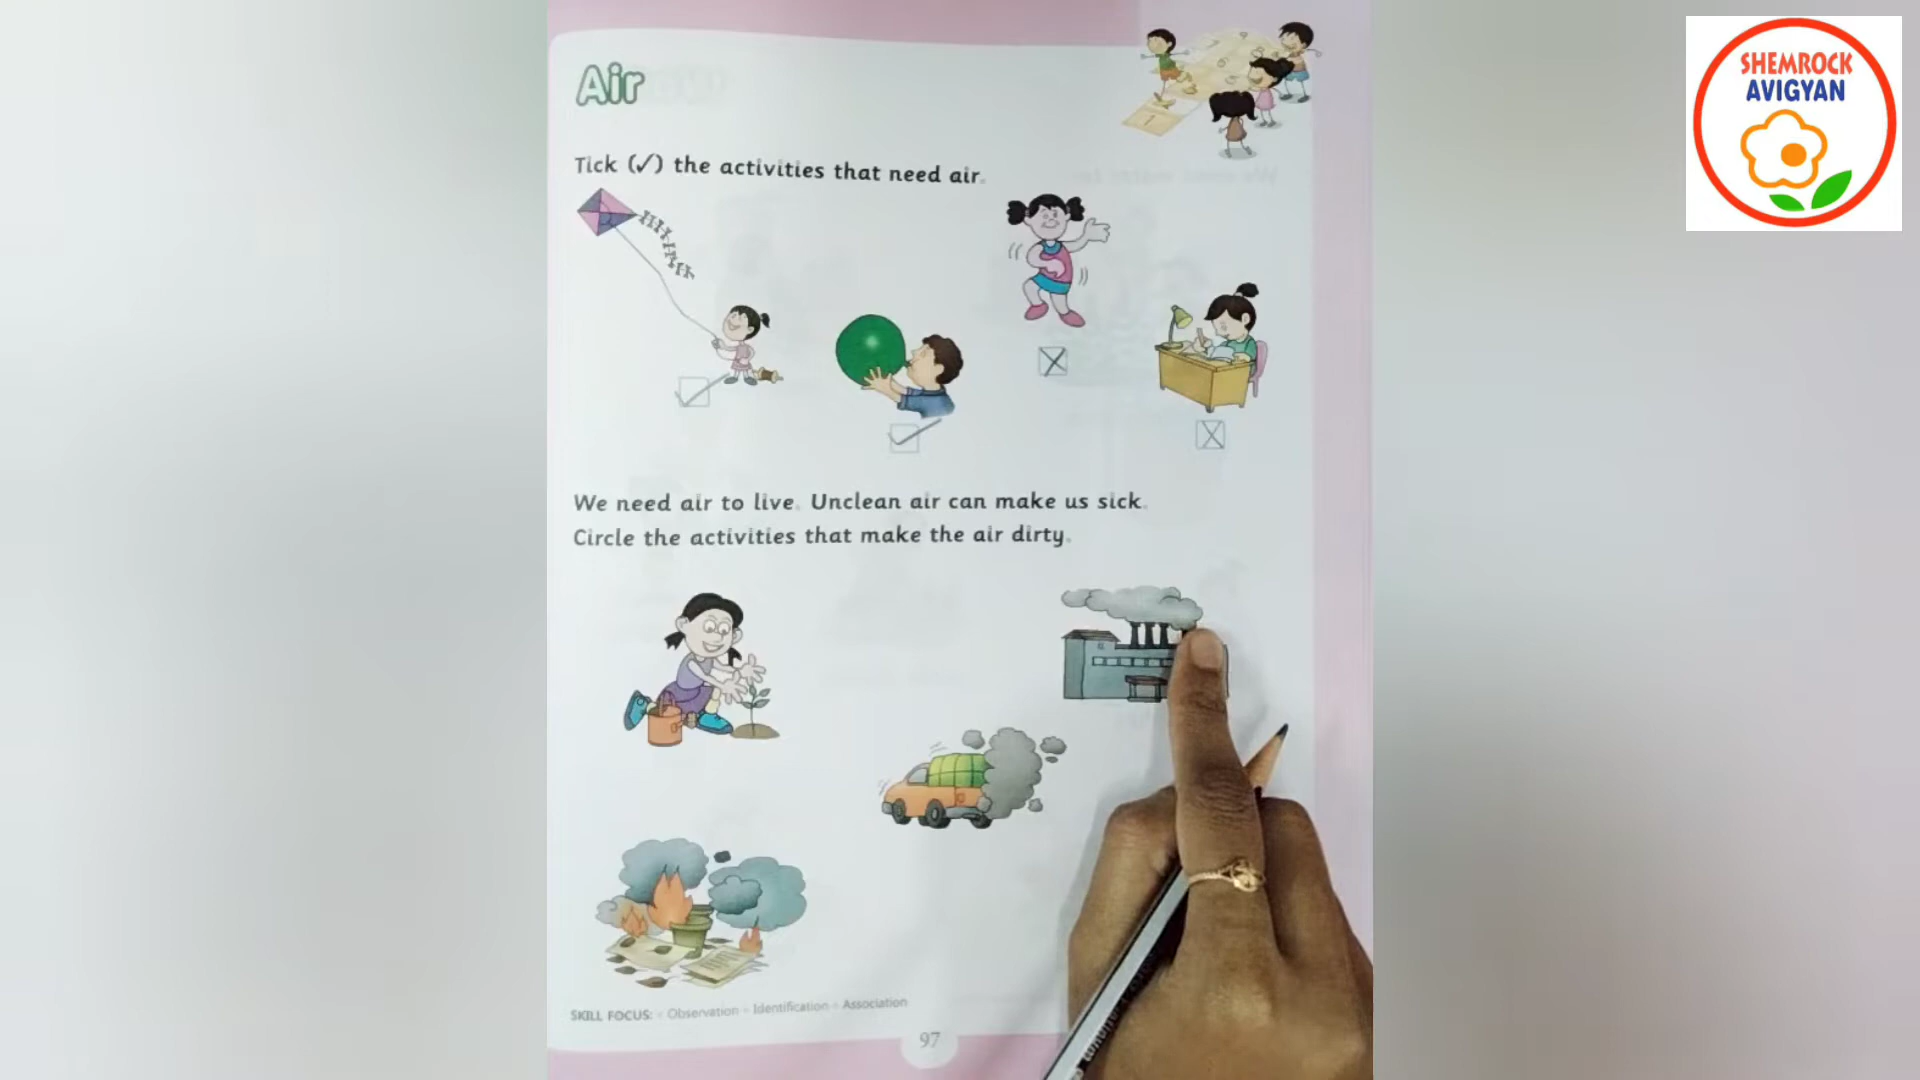 SHEMROCK
AVIGYAN
Air
Tick (✓) the activities that need air.
We need air to live. Unclean air can make us sick.
Circle the activities that make the air dirty.
SKILL FOCUS: • Observation • Identification • Association
97